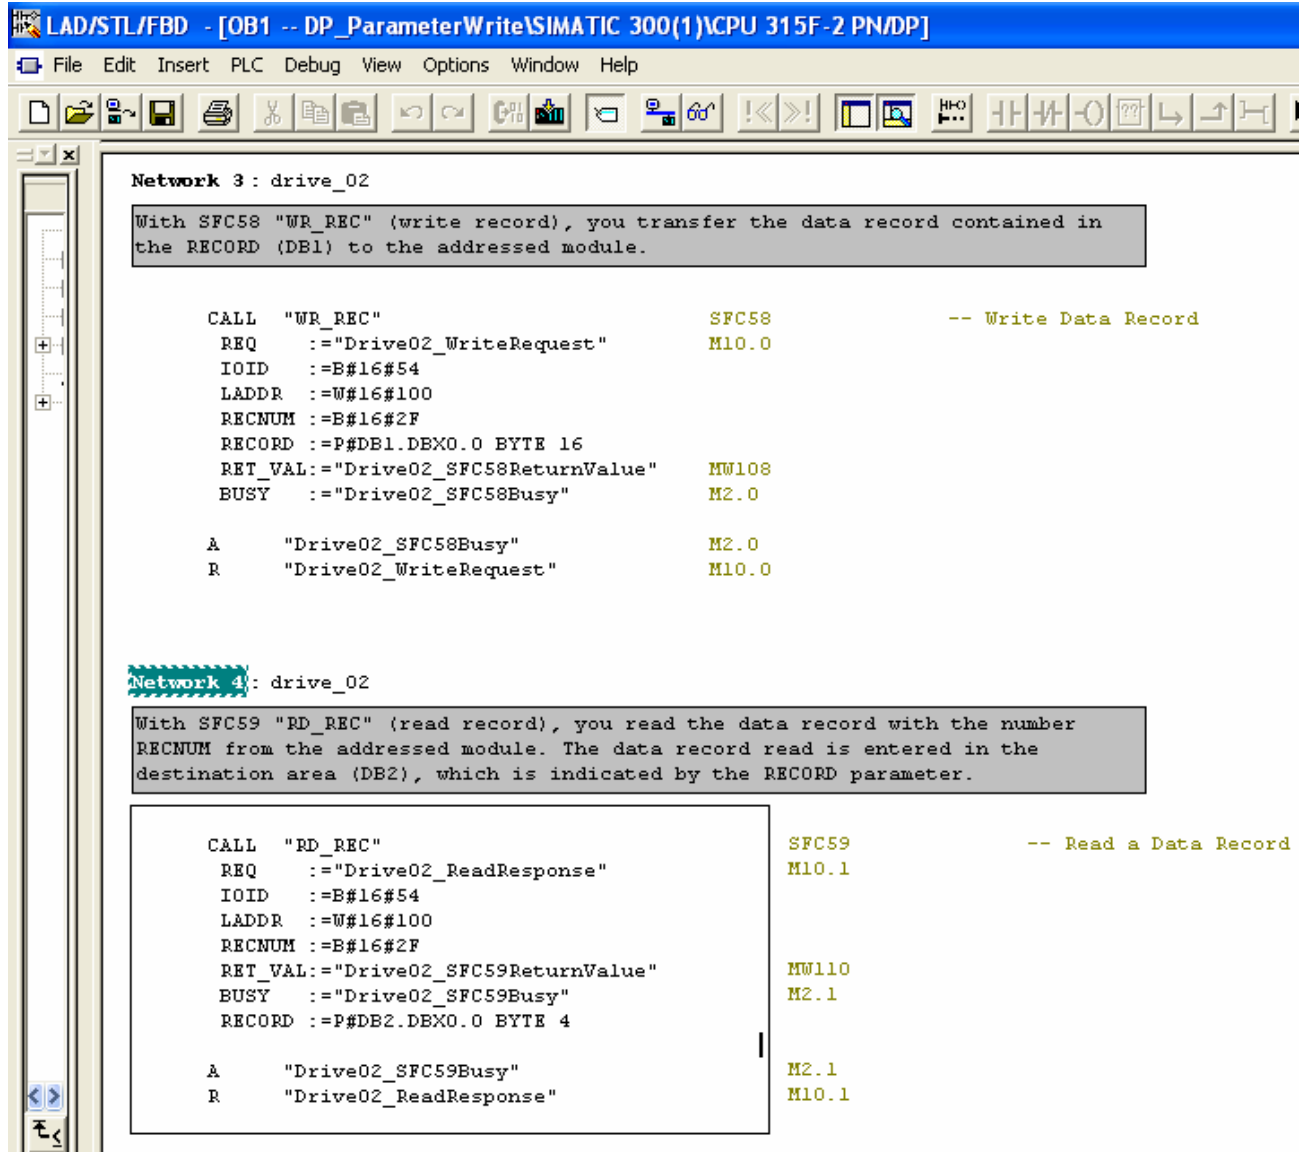 LAD/STL/FBD - [OB1 -- DP_ParameterWrite\SIMATIC 300(1)\CPU 315F-2 PN/DP]
File Edit Insert PLC Debug View Options Window Help
Network 3 : drive_02
With SFC58 "WR_REC" (write record), you transfer the data record contained in
the RECORD (DB1) to the addressed module.
CALL "WR_REC" SFC58 -- Write Data Record
REQ :="Drive02_WriteRequest" M10.0
IOID :=B#16#54
LADDR :=W#16#100
RECNUM :=B#16#2F
RECORD :=P#DB1.DBX0.0 BYTE 16
RET_VAL:="Drive02_SFC58ReturnValue" MW108
BUSY :="Drive02_SFC58Busy" M2.0
A "Drive02_SFC58Busy" M2.0
R "Drive02_WriteRequest" M10.0
Network 4 : drive_02
With SFC59 "RD_REC" (read record), you read the data record with the number
RECNUM from the addressed module. The data record read is entered in the
destination area (DB2), which is indicated by the RECORD parameter.
CALL "RD_REC" SFC59 -- Read a Data Record
REQ :="Drive02_ReadResponse" M10.1
IOID :=B#16#54
LADDR :=W#16#100
RECNUM :=B#16#2F
RET_VAL:="Drive02_SFC59ReturnValue" MW110
BUSY :="Drive02_SFC59Busy" M2.1
RECORD :=P#DB2.DBX0.0 BYTE 4
A "Drive02_SFC59Busy" M2.1
R "Drive02_ReadResponse" M10.1